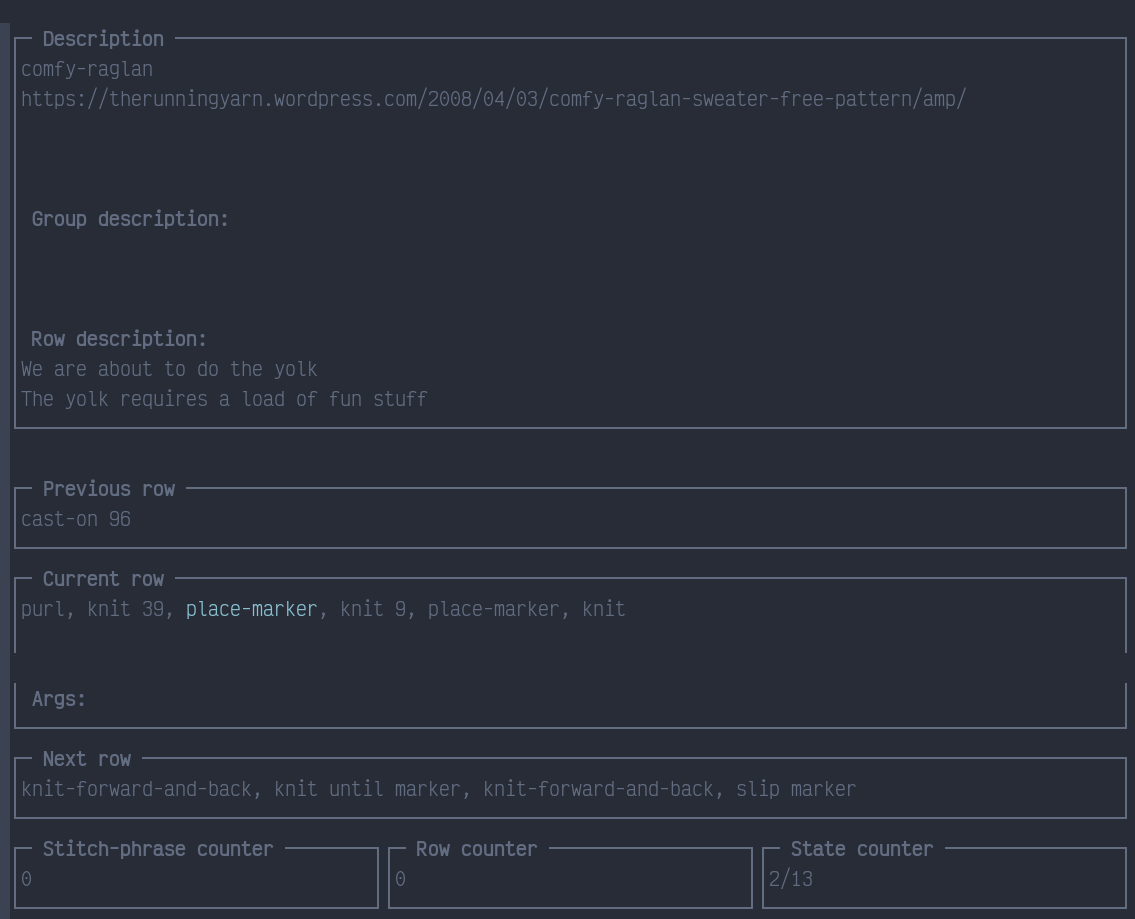 Description
comfy-raglan
https://therunningyarn.wordpress.com/2008/04/03/comfy-raglan-sweater-free-pattern/amp/
Group description:
Row description:
We are about to do the yolk
The yolk requires a load of fun stuff
Previous row
cast-on 96
Current row
purl, knit 39, place-marker, knit 9, place-marker, knit
Args:
Next row
knit-forward-and-back, knit until marker, knit-forward-and-back, slip marker
Stitch-phrase counter
0
Row counter
0
State counter
2/13